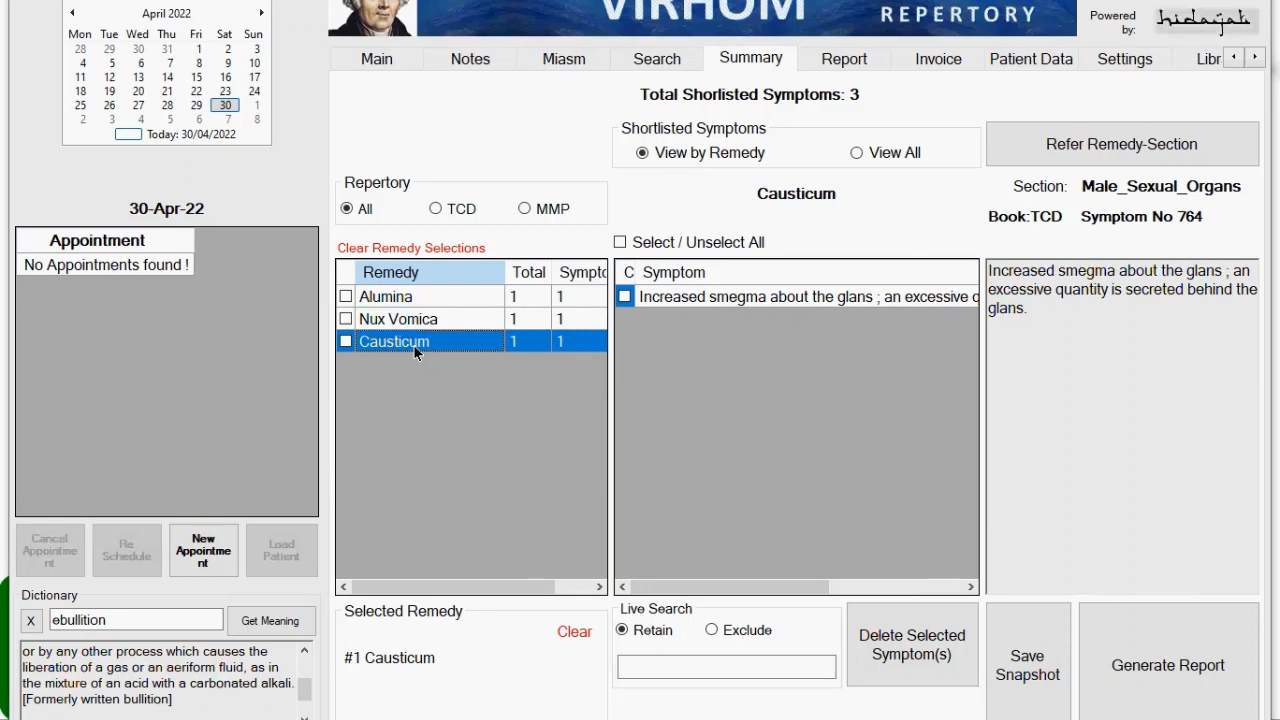 VIRHOM
REPERTORY
Powered
by:
hidayah
April 2022
Mon Tue Wed Thu Fri Sat Sun
28 29 30 31 1 2 3
4 5 6 7 8 9 10
11 12 13 14 15 16 17
18 19 20 21 22 23 24
25 26 27 28 29 30 1
2 3 4 5 6 7 8
Today: 30/04/2022
Main Notes Miasm Search Summary Report Invoice Patient Data Settings Libr
Total Shorlisted Symptoms: 3
Shortlisted Symptoms
View by Remedy View All
Refer Remedy-Section
Repertory
All TCD MMP
Causticum
Section: Male_Sexual_Organs
Book:TCD Symptom No 764
Clear Remedy Selections
Select / Unselect All
30-Apr-22
Appointment
No Appointments found !
Remedy Total Sympto
Alumina 1 1
Nux Vomica 1 1
Causticum 1 1
C Symptom
Increased smegma about the glans ; an excessive c
Increased smegma about the glans ; an
excessive quantity is secreted behind the
glans.
Cancel
Appointme
nt
Re
Schedule
New
Appointme
nt
Load
Patient
Dictionary
X ebullition Get Meaning
or by any other process which causes the
liberation of a gas or an aeriform fluid, as in
the mixture of an acid with a carbonated alkali.
[Formerly written bullition]
Selected Remedy
Clear
#1 Causticum
Live Search
Retain Exclude
Delete Selected
Symptom(s)
Save
Snapshot
Generate Report